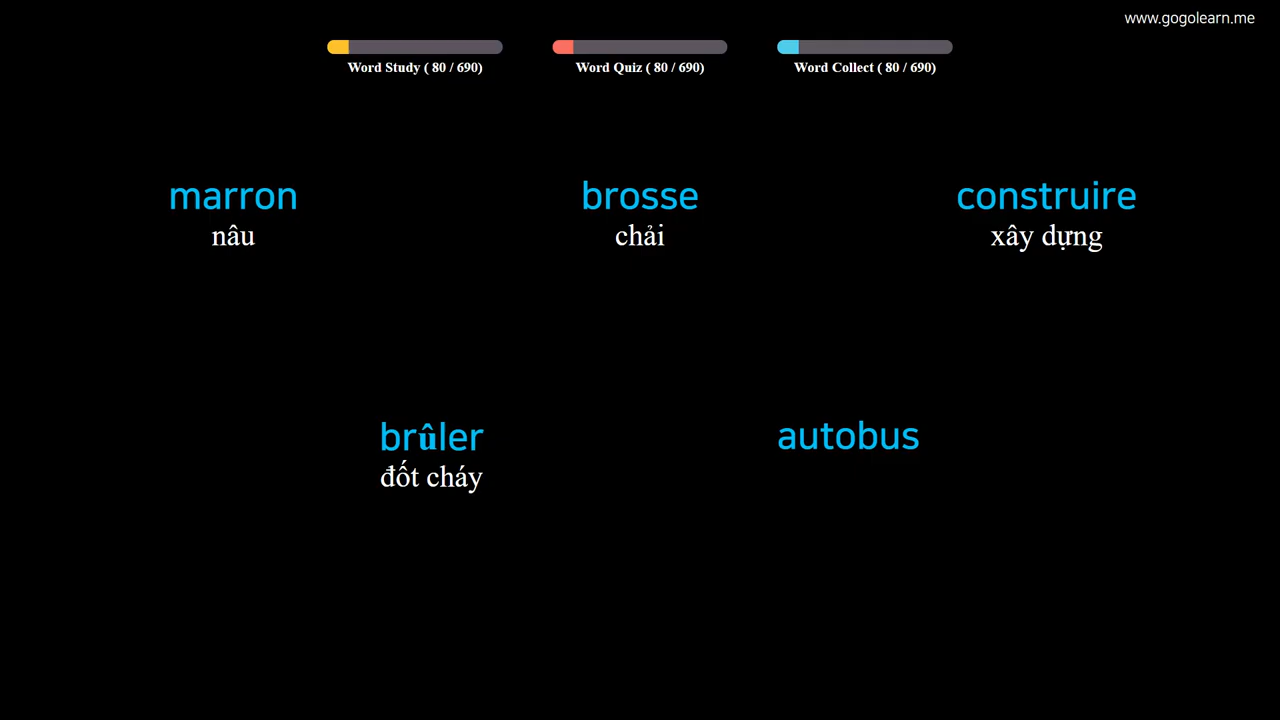 www.gogolearn.me
Word Study ( 80 / 690)
Word Quiz ( 80 / 690)
Word Collect ( 80 / 690)
marron
nâu
brosse
chải
construire
xây dựng
brûler
đốt cháy
autobus